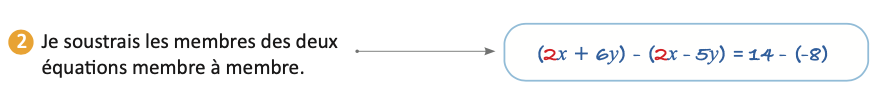 2 Je soustrais les membres des deux
équations membre à membre.
(2x + 6y) - (2x - 5y) = 14 - (-8)